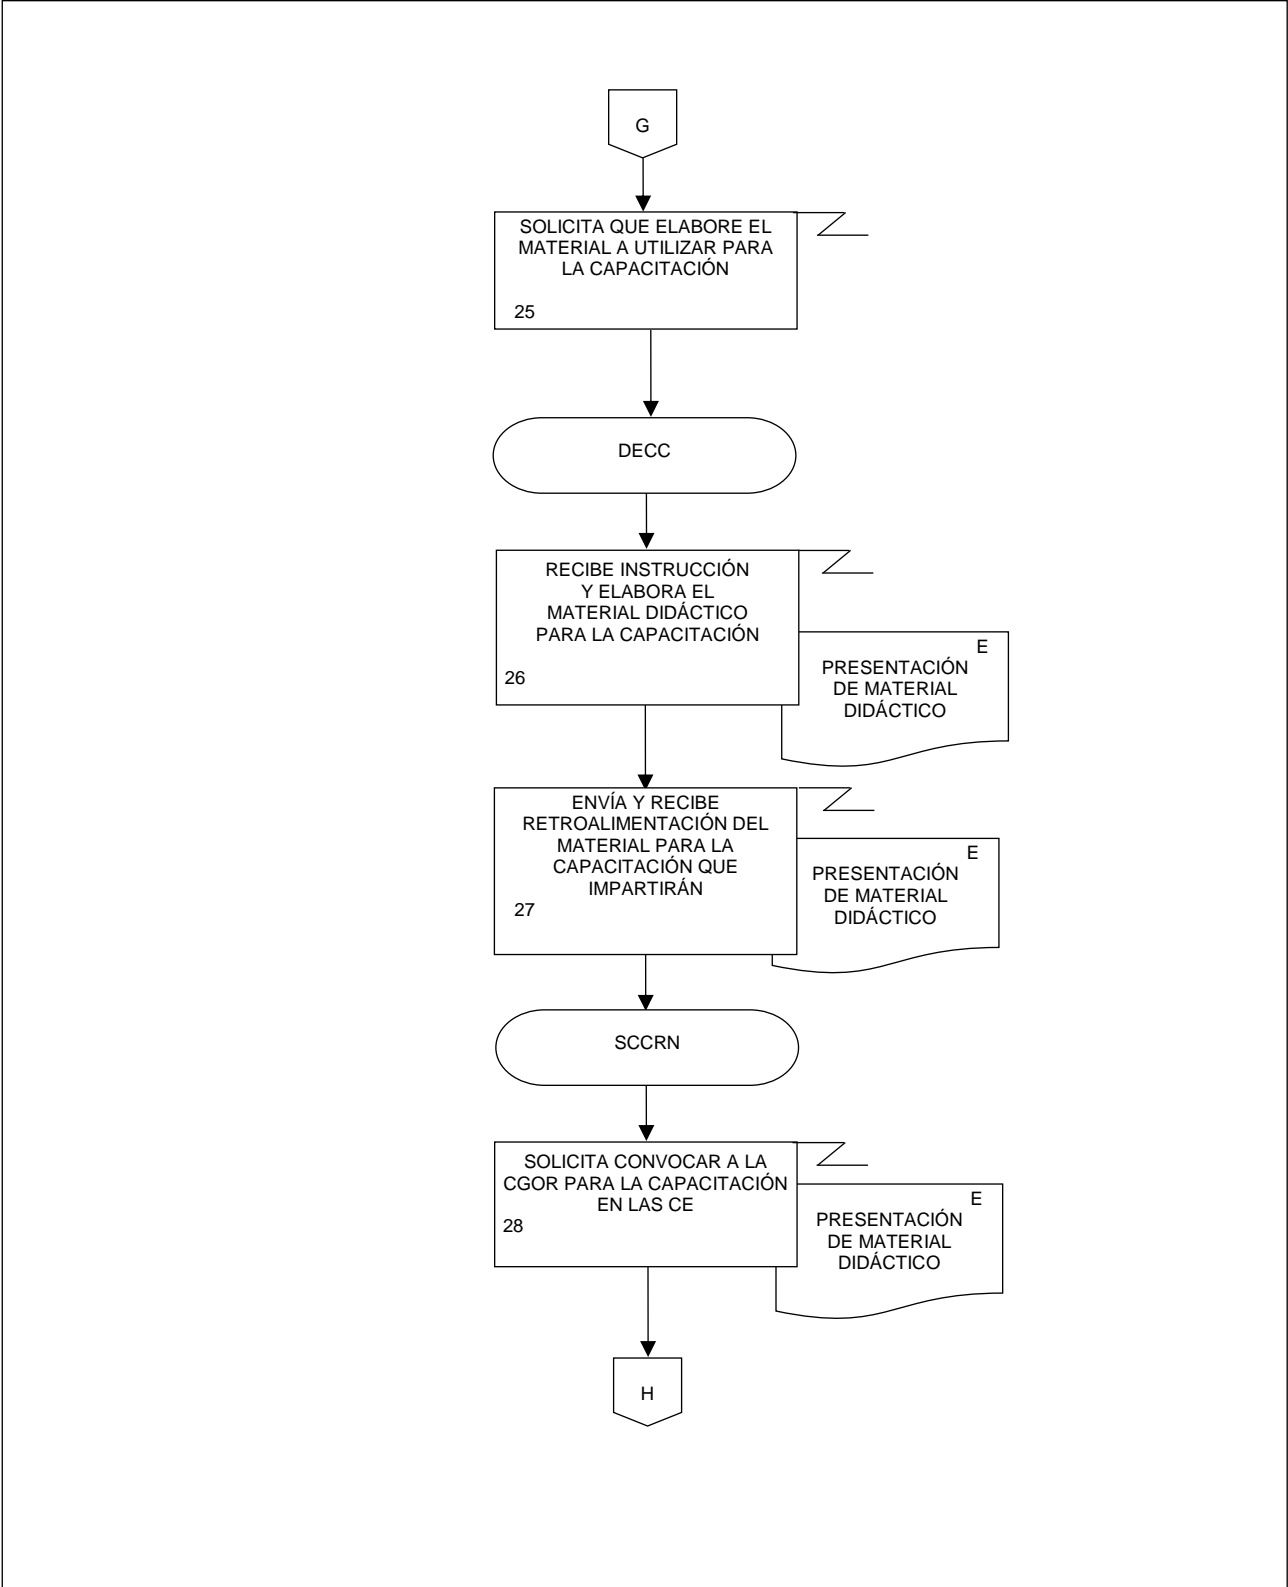 G
SOLICITA QUE ELABORE EL
MATERIAL A UTILIZAR PARA
LA CAPACITACIÓN
25
DECC
RECIBE INSTRUCCIÓN
Y ELABORA EL
MATERIAL DIDÁCTICO
PARA LA CAPACITACIÓN
26
E
PRESENTACIÓN
DE MATERIAL
DIDÁCTICO
ENVÍA Y RECIBE
RETROALIMENTACIÓN DEL
MATERIAL PARA LA
CAPACITACIÓN QUE
IMPARTIRÁN
27
E
PRESENTACIÓN
DE MATERIAL
DIDÁCTICO
SCCRN
SOLICITA CONVOCAR A LA
CGOR PARA LA CAPACITACIÓN
EN LAS CE
28
E
PRESENTACIÓN
DE MATERIAL
DIDÁCTICO
H